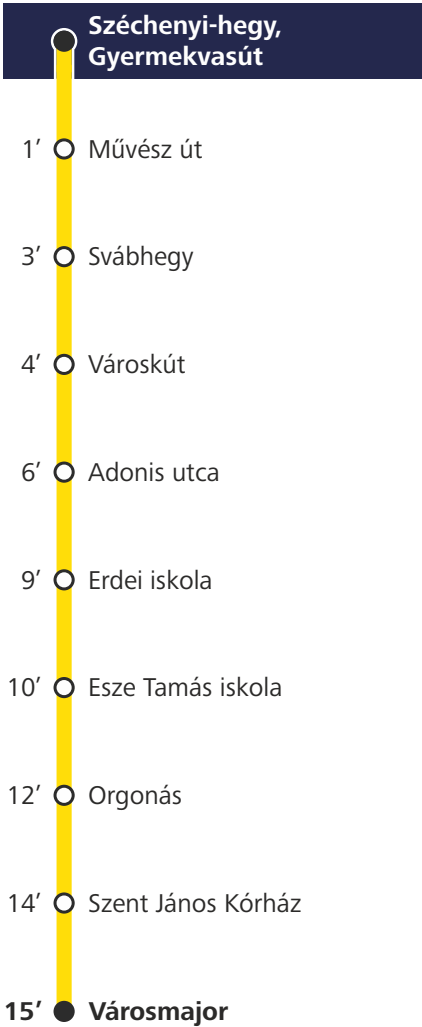 Széchenyi-hegy,
Gyermekvasút
1’ Művész út
3’ Svábhegy
4’ Városkút
6’ Adonis utca
9’ Erdei iskola
10’ Esze Tamás iskola
12’ Orgonás
14’ Szent János Kórház
15’ Városmajor